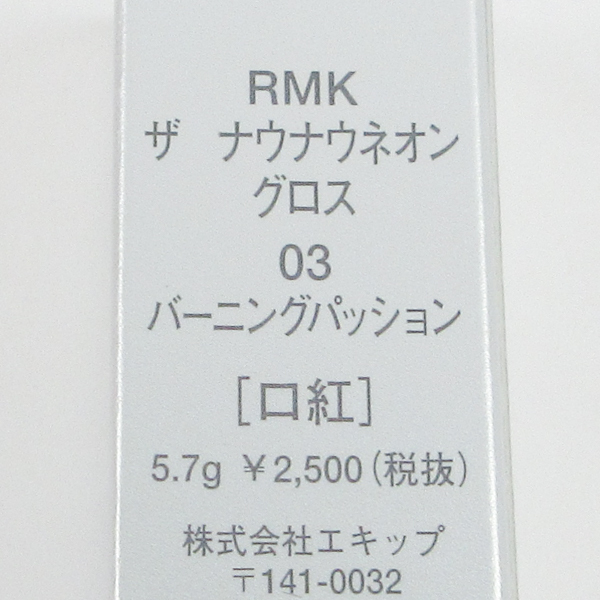 RMK
ザ　ナウナウネオン
グロス
03
バーニングパッション
［口紅］
5.7g ￥2,500（税抜）
株式会社エキップ
〒141-0032